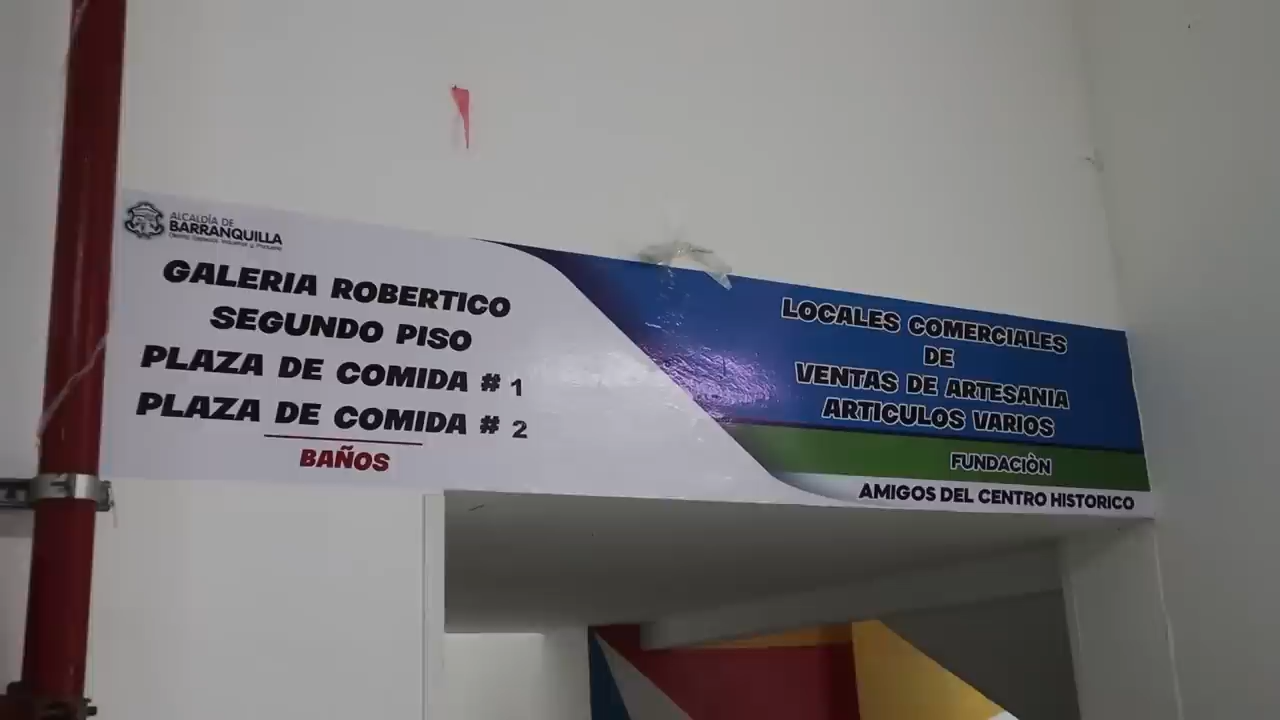 ALCALDÍA DE
BARRANQUILLA
GALERIA ROBERTICO
SEGUNDO PISO
PLAZA DE COMIDA # 1
PLAZA DE COMIDA # 2
BAÑOS
LOCALES COMERCIALES
DE
VENTAS DE ARTESANIA
ARTICULOS VARIOS
FUNDACIÒN
AMIGOS DEL CENTRO HISTORICO